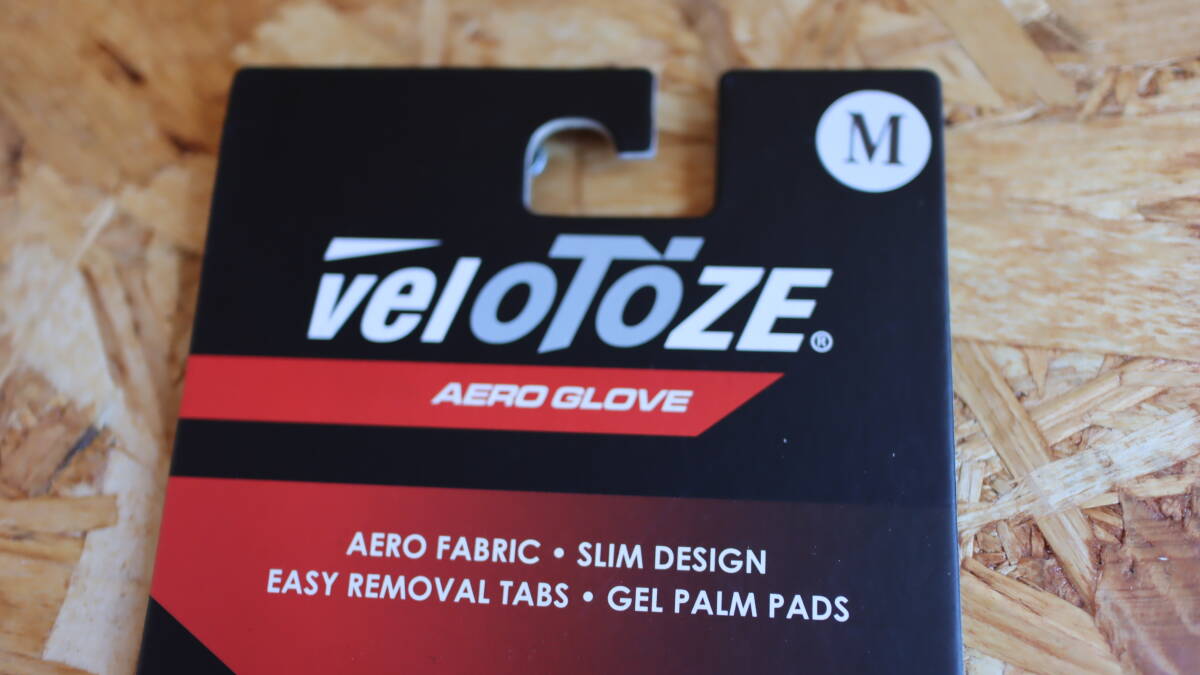 M
veloToZE®
AERO GLOVE
AERO FABRIC • SLIM DESIGN
EASY REMOVAL TABS • GEL PALM PADS